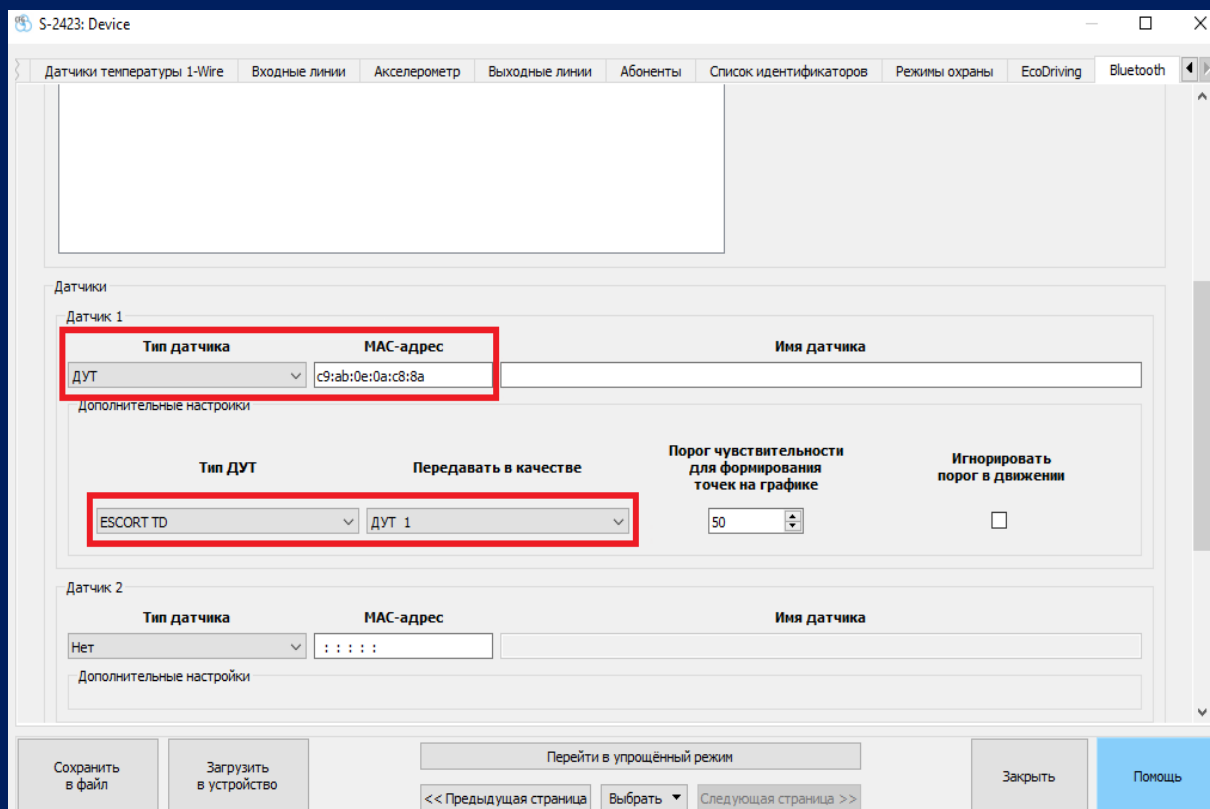 S-2423: Device
Датчики температуры 1-Wire Входные линии Акселерометр Выходные линии Абоненты Список идентификаторов Режимы охраны EcoDriving Bluetooth
Датчики
Датчик 1
Тип датчика MAC-адрес Имя датчика
ДУТ c9:ab:0e:0a:c8:8a
Дополнительные настройки
Тип ДУТ Передавать в качестве Порог чувствительности
для формирования
точек на графике Игнорировать
порог в движении
ESCORT TD ДУТ 1 50
Датчик 2
Тип датчика MAC-адрес Имя датчика
Нет : : : : :
Дополнительные настройки
Сохранить
в файл
Загрузить
в устройство
Перейти в упрощённый режим
<< Предыдущая страница Выбрать Следующая страница >>
Закрыть
Помощь